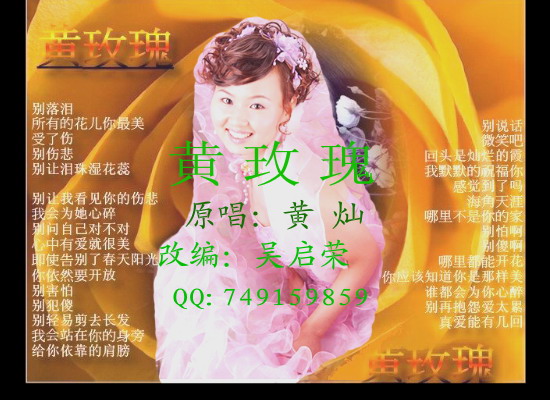 黄玫瑰
别落泪
所有的花儿你最美
受了伤
别伤悲
别让泪珠湿花蕊
别让我看见你的伤悲
我会为她心碎
别问自己对不对
心中有爱就很美
即使告别了春天阳光
你依然要开放
别害怕
别犯傻
别轻易剪去长发
我会站在你的身旁
给你依靠的肩膀
黄玫瑰
原唱：黄灿
改编：吴启荣
QQ: 749159859
别说话
微笑吧
回头是灿烂的霞
我默默的祝福你
感觉到了吗
海角天涯
哪里不是你的家
别怕啊
别傻啊
哪里都能开花
你应该知道你是那样美
谁都会为你心醉
别再抱怨爱太累
真爱能有几回
黄玫瑰